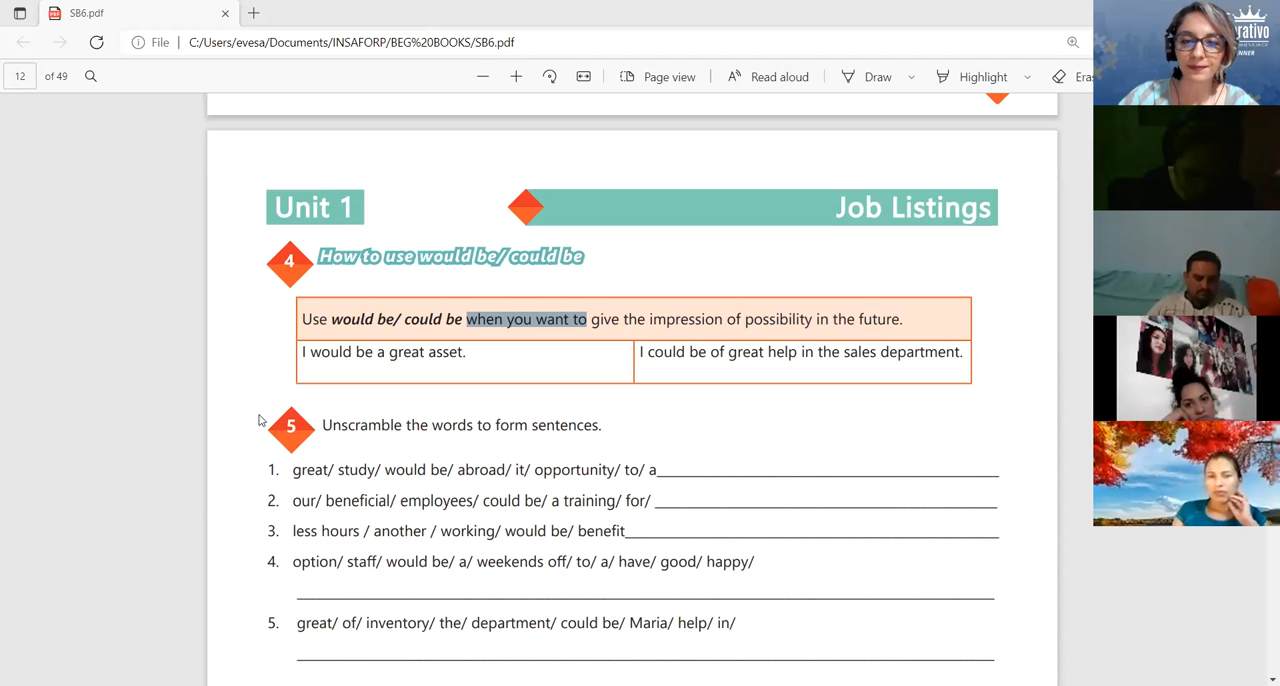 SB6.pdf
File C:/Users/evesa/Documents/INSAFORP/BEG%20BOOKS/SB6.pdf
12 of 49 Page view Read aloud Draw Highlight Eras
rativo
NNER
Unit 1 Job Listings
4 How to use would be/ could be
Use would be/ could be when you want to give the impression of possibility in the future.
I would be a great asset. I could be of great help in the sales department.
5 Unscramble the words to form sentences.
1. great/ study/ would be/ abroad/ it/ opportunity/ to/ a
2. our/ beneficial/ employees/ could be/ a training/ for/
3. less hours / another / working/ would be/ benefit
4. option/ staff/ would be/ a/ weekends off/ to/ a/ have/ good/ happy/
5. great/ of/ inventory/ the/ department/ could be/ Maria/ help/ in/